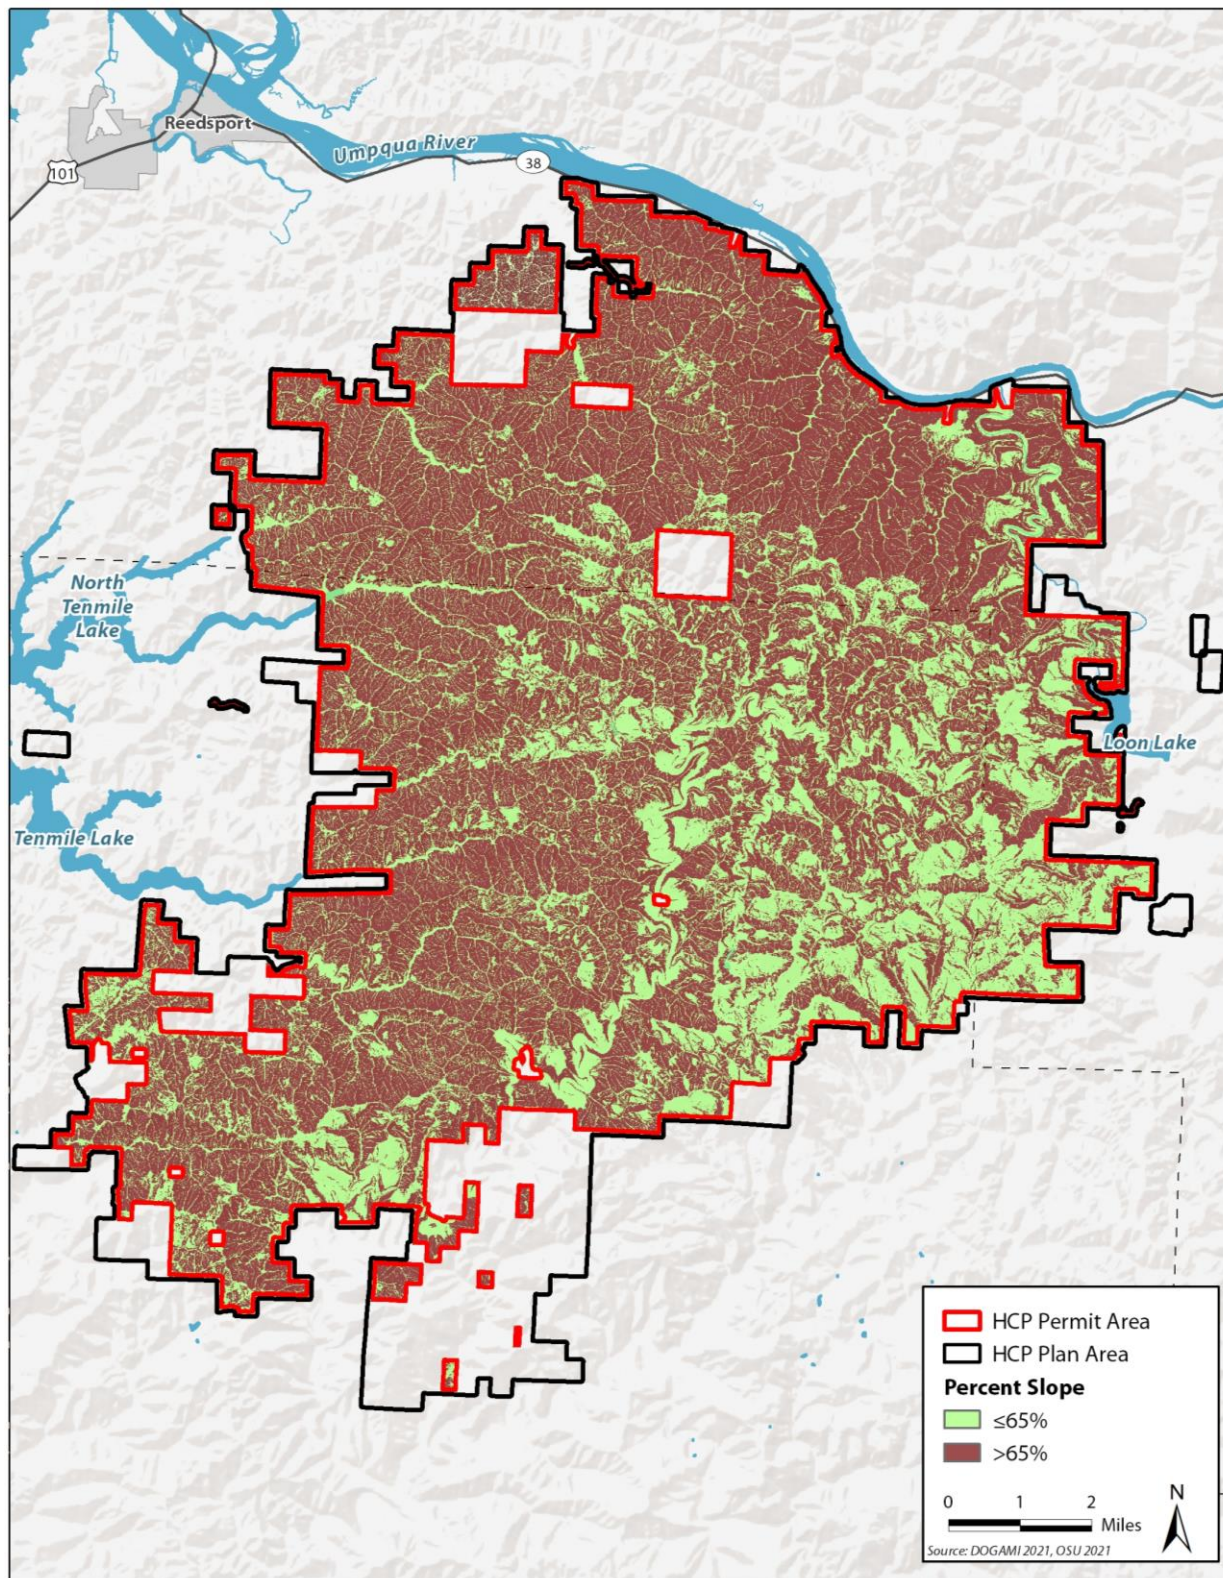 Reedsport
Umpqua River
101
38
North
Tenmile
Lake
Loon Lake
Tenmile Lake
HCP Permit Area
HCP Plan Area
Percent Slope
≤65%
>65%
0 1 2
Miles
N
Source: DOGAMI 2021, OSU 2021